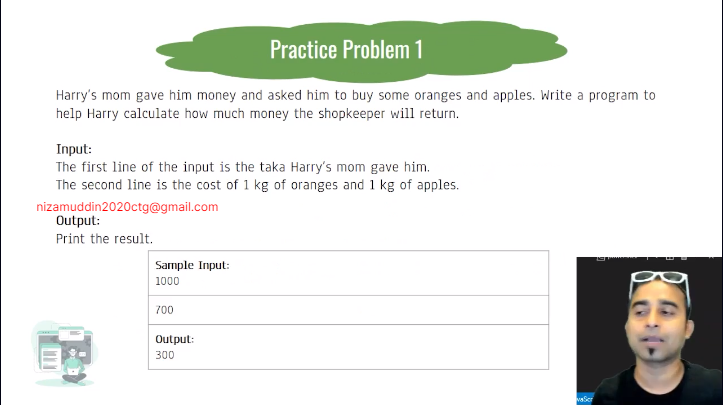 Practice Problem 1
Harry's mom gave him money and asked him to buy some oranges and apples. Write a program to
help Harry calculate how much money the shopkeeper will return.
Input:
The first line of the input is the taka Harry's mom gave him.
The second line is the cost of 1 kg of oranges and 1 kg of apples.
nizamuddin2020ctg@gmail.com
Output:
Print the result.
Sample Input:
1000
700
Output:
300